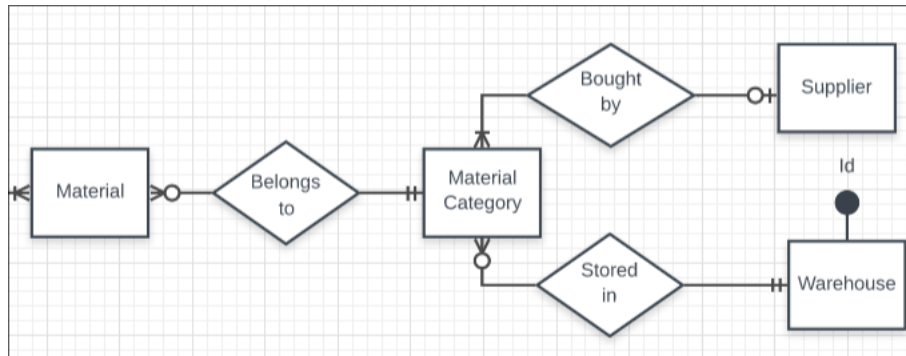 Bought
by
Supplier
Id
Material
Belongs
to
Material
Category
Stored
in
Warehouse